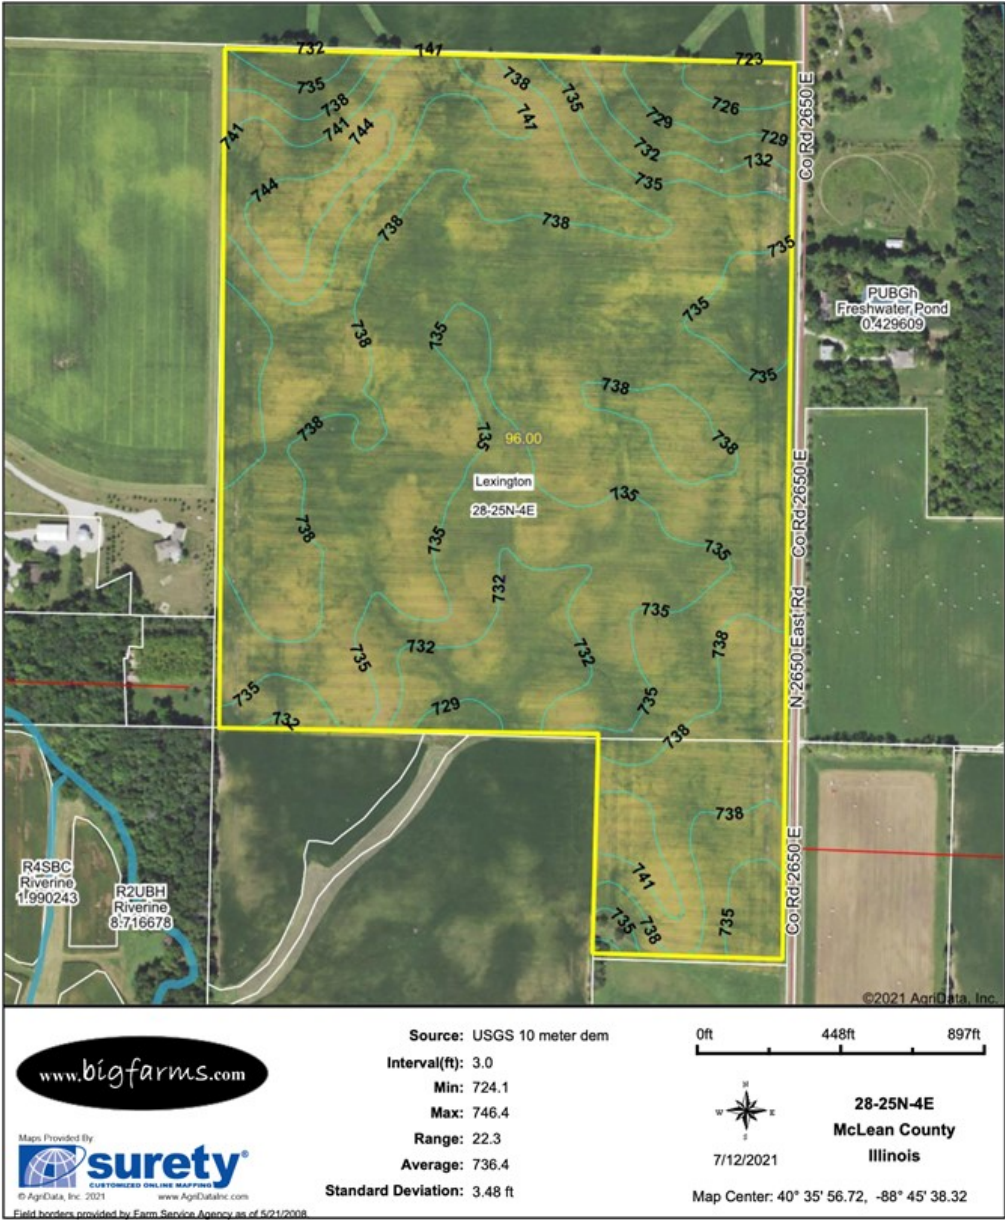 732
741
723
735
738
738
735
726
741
744
741
741
729
729
732
732
735
744
738
738
735
735
735
738
735
738
738
738
735
738
96.00
Lexington
28-25N-4E
735
738
735
735
732
735
738
732
735
732
735
729
732
735
738
738
741
735
738
735
Co Rd 2650 E
PUBGh
Freshwater Pond
0.429609
Co Rd 2650 E
N 2650 East Rd
Co Rd 2650 E
R4SBC
Riverine
1.990243
R2UBH
Riverine
8.716678
©2021 AgriData, Inc.
www.bigfarms.com
Maps Provided By:
surety®
CUSTOMIZED ONLINE MAPPING
© AgriData, Inc. 2021 www.AgriDataInc.com
Field borders provided by Farm Service Agency as of 5/21/2008.
Source: USGS 10 meter dem
Interval(ft): 3.0
Min: 724.1
Max: 746.4
Range: 22.3
Average: 736.4
Standard Deviation: 3.48 ft
0ft 448ft 897ft
N
W E
S
7/12/2021
28-25N-4E
McLean County
Illinois
Map Center: 40° 35' 56.72, -88° 45' 38.32